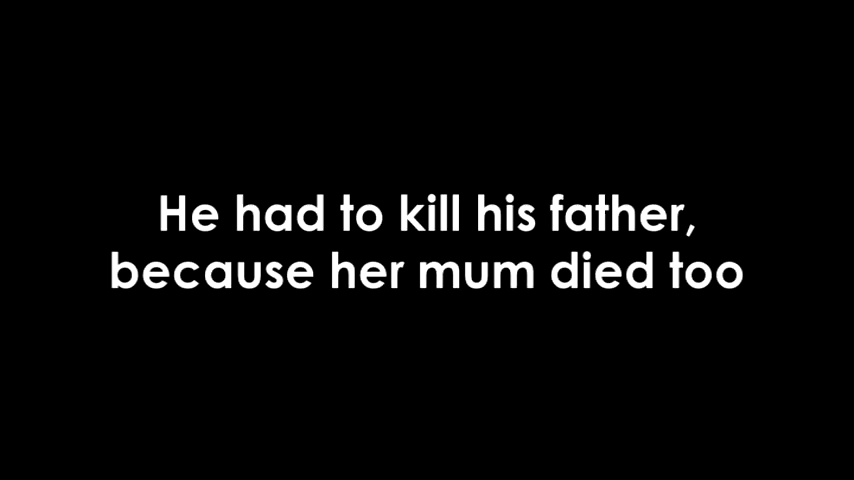 He had to kill his father,
because her mum died too